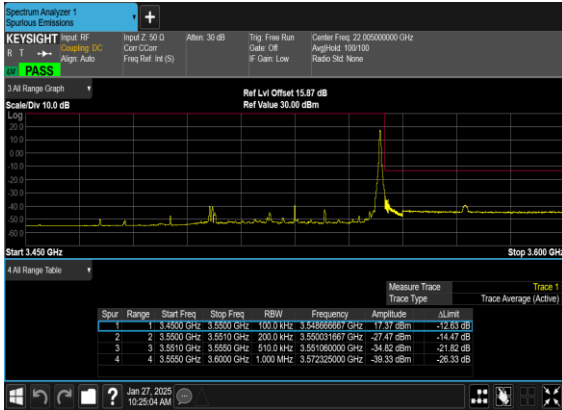 Spectrum Analyzer 1
Spurious Emissions
+
KEYSIGHT Input: RF Input Z: 50 Ω Atten: 30 dB Trig: Free Run Center Freq: 22.005000000 GHz
R T Coupling: DC Corr CCorr Gate: Off Avg|Hold: 100/100
Align: Auto Freq Ref: Int (S) IF Gain: Low Radio Std: None
PASS
3 All Range Graph
Ref Lvl Offset 15.87 dB
Scale/Div 10.0 dB Ref Value 30.00 dBm
Log
20.0
10.0
0.00
-10.0
-20.0
-30.0
-40.0
-50.0
-60.0
Start 3.450 GHz Stop 3.600 GHz
4 All Range Table
Measure Trace Trace 1
Trace Type Trace Average (Active)
Spur Range Start Freq Stop Freq RBW Frequency Amplitude ΔLimit
1 1 3.4500 GHz 3.5500 GHz 100.0 kHz 3.548666667 GHz 17.37 dBm -12.63 dB
2 2 3.5500 GHz 3.5510 GHz 200.0 kHz 3.550031667 GHz -27.47 dBm -14.47 dB
3 3 3.5510 GHz 3.5550 GHz 510.0 kHz 3.551060000 GHz -34.82 dBm -21.82 dB
4 4 3.5550 GHz 3.6000 GHz 1.000 MHz 3.572325000 GHz -39.33 dBm -26.33 dB
? Jan 27, 2025
10:25:04 AM